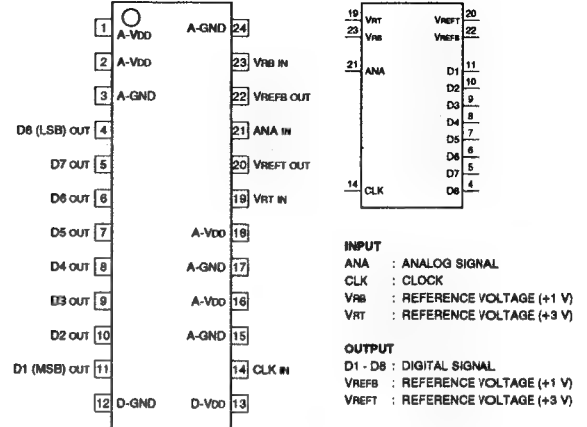 1 A-VDD A-GND 24
2 A-VDD VRB IN 23
3 A-GND VREFB OUT 22
D8 (LSB) OUT 4 ANA IN 21
D7 OUT 5 VREFT OUT 20
D6 OUT 6 VRT IN 19
D5 OUT 7 A-VDD 18
D4 OUT 8 A-GND 17
D3 OUT 9 A-VDD 16
D2 OUT 10 A-GND 15
D1 (MSB) OUT 11 CLK IN 14
12 D-GND D-VDD 13
19 VRT VREFT 20
23 VRB VREFB 22
21 ANA D1 11
D2 10
D3 9
D4 8
D5 7
D6 6
D7 5
14 CLK D8 4
INPUT
ANA : ANALOG SIGNAL
CLK : CLOCK
VRB : REFERENCE VOLTAGE (+1 V)
VRT : REFERENCE VOLTAGE (+3 V)
OUTPUT
D1 - D8 : DIGITAL SIGNAL
VREFB : REFERENCE VOLTAGE (+1 V)
VREFT : REFERENCE VOLTAGE (+3 V)